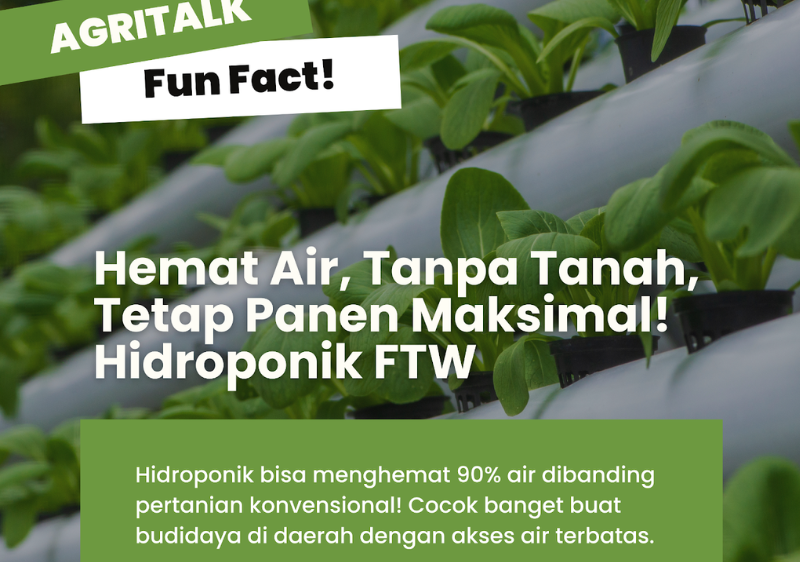 AGRITALK
Fun Fact!
Hemat Air, Tanpa Tanah,
Tetap Panen Maksimal!
Hidroponik FTW
Hidroponik bisa menghemat 90% air dibanding
pertanian konvensional! Cocok banget buat
budidaya di daerah dengan akses air terbatas.